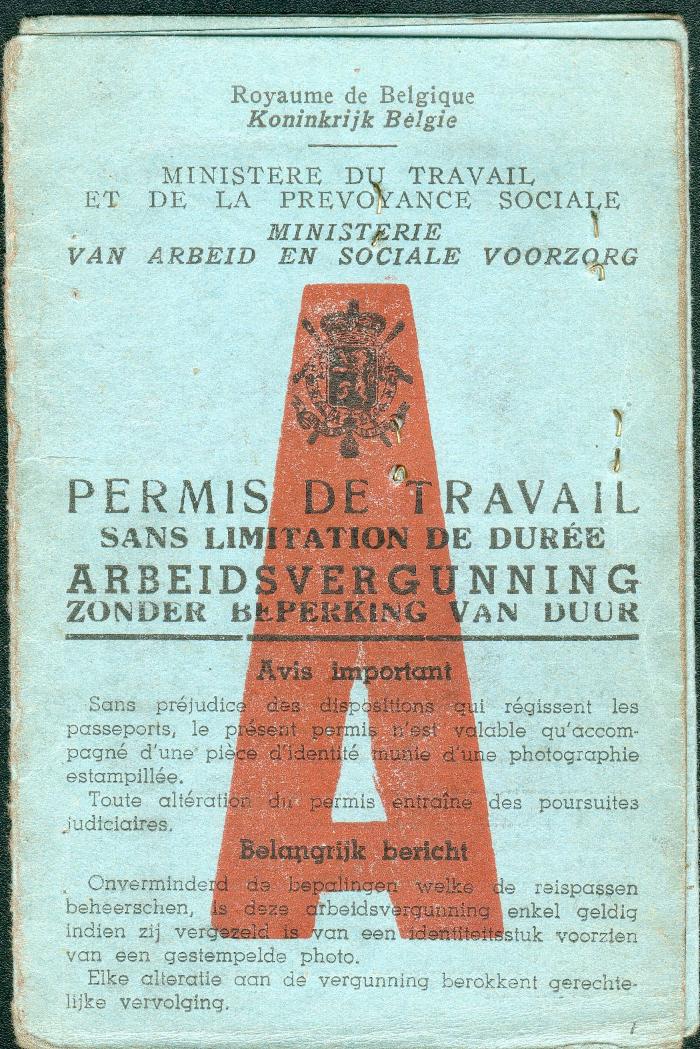 Royaume de Belgique
Koninkrijk Belgie
MINISTERE DU TRAVAIL
ET DE LA PREVOYANCE SOCIALE
MINISTERIE
VAN ARBEID EN SOCIALE VOORZORG
A
PERMIS DE TRAVAIL
SANS LIMITATION DE DURÉE
ARBEIDSVERGUNNING
ZONDER BEPERKING VAN DUUR
Avis important
Sans préjudice des dispositions qui régissent les
passeports, le présent permis n'est valable qu'accom-
pagné d'une pièce d'identité munie d'une photographie
estampillée.
Toute altération du permis entraîne des poursuites
judiciaires.
Belangrijk bericht
Onverminderd de bepalingen welke de reispassen
beheerschen, is deze arbeidsvergunning enkel geldig
indien zij vergezeld is van een identiteitsstuk voorzien
van een gestempelde photo.
Elke alteratie aan de vergunning berokkent gerechte-
lijke vervolging.